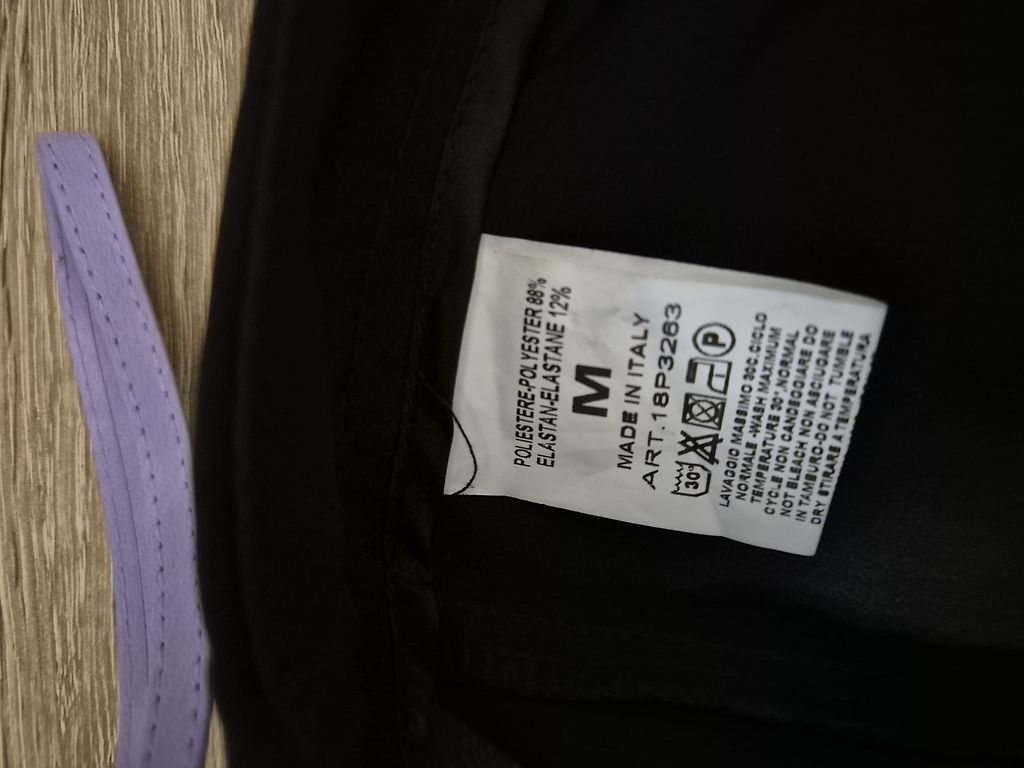 POLIESTERE-POLYESTER 88%
ELASTAN-ELASTANE 12%
M
MADE IN ITALY
ART.18P3263
30° P
LAVAGGIO MASSIMO 30C.CICLO
NORMALE -WASH MAXIMUM
TEMPERATURE 30°,NORMAL
CYCLE NON CANDEGGIARE DO
NOT BLEACH NON ASCIUGARE
IN TAMBURO-DO NOT TUMBLE
DRY STIRARE A TEMPERATURA